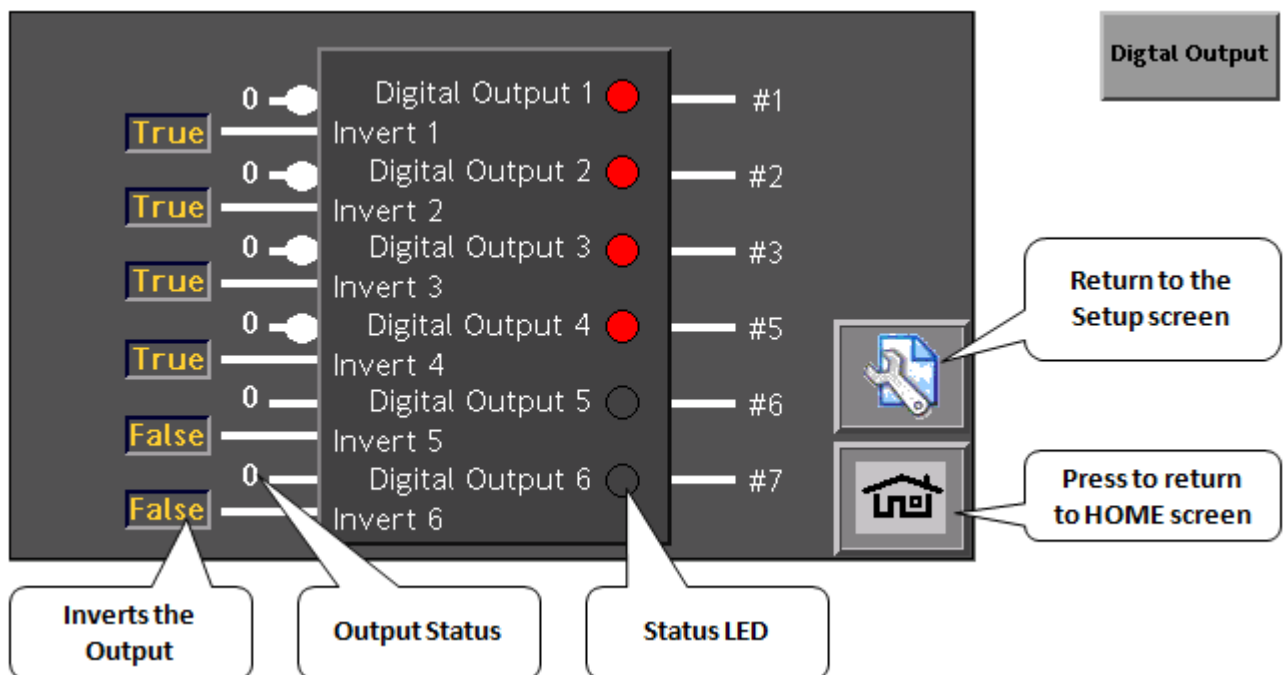 Digtal Output
0 Digital Output 1 #1
True Invert 1
0 Digital Output 2 #2
True Invert 2
0 Digital Output 3 #3
True Invert 3
0 Digital Output 4 #5
True Invert 4
0 Digital Output 5 #6
False Invert 5
0 Digital Output 6 #7
False Invert 6
Return to the
Setup screen
Press to return
to HOME screen
Inverts the
Output
Output Status
Status LED